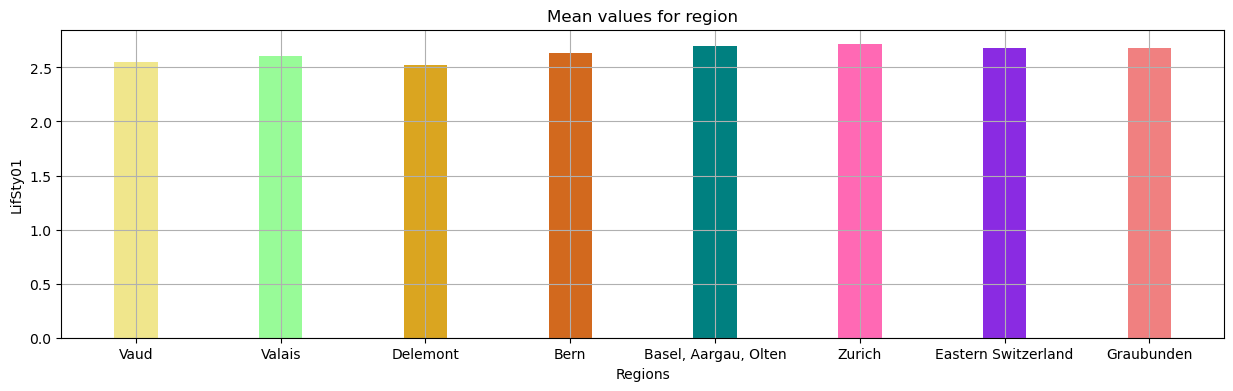 Mean values for region
LifSty01
2.5
2.0
1.5
1.0
0.5
0.0
Vaud Valais Delemont Bern Basel, Aargau, Olten Zurich Eastern Switzerland Graubunden
Regions